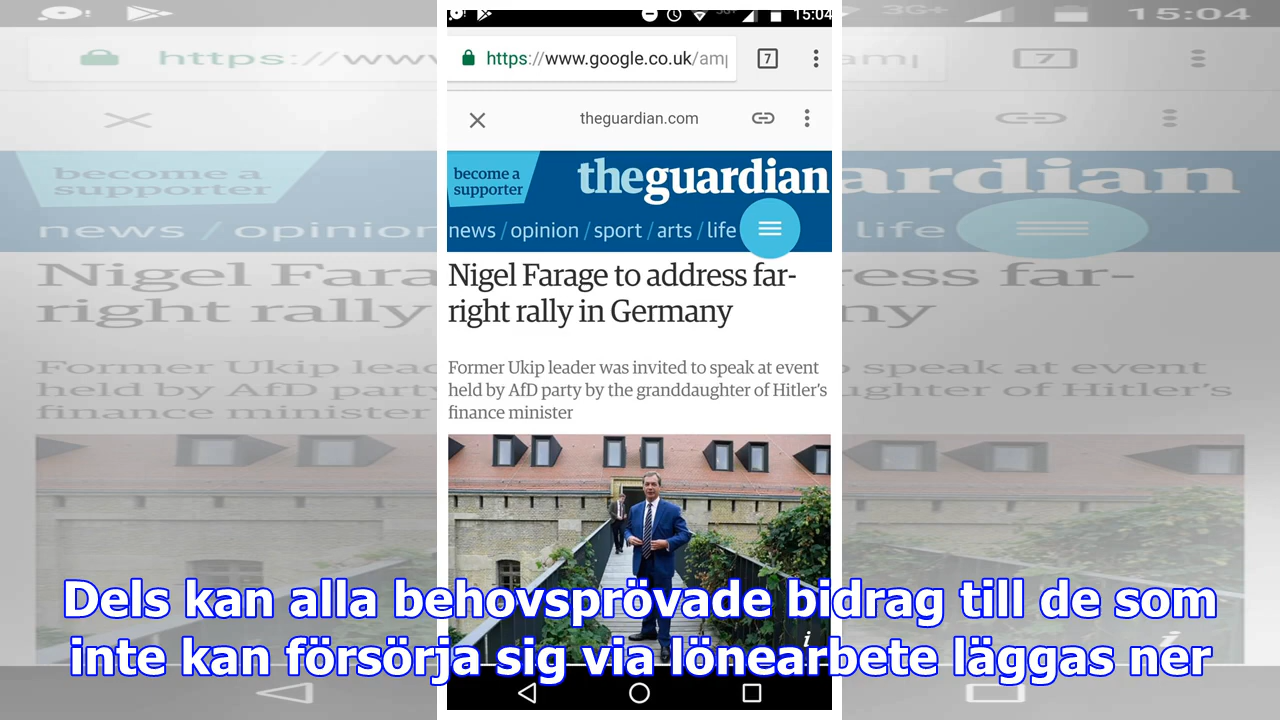 3G+ 15:04
https://www.google.co.uk/amp
7
theguardian.com
become a
supporter
theguardian
news / opinion / sport / arts / life
Nigel Farage to address far-
right rally in Germany
Former Ukip leader was invited to speak at event
held by AfD party by the granddaughter of Hitler's
finance minister
i
Dels kan alla behovsprövade bidrag till de som
inte kan försörja sig via lönearbete läggas ner